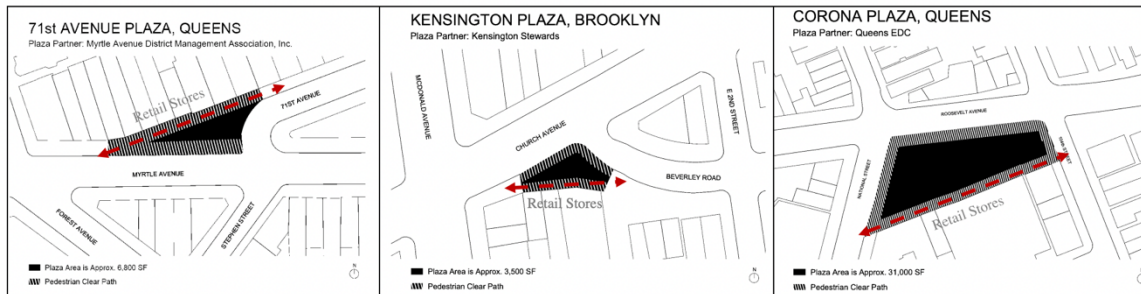 71st AVENUE PLAZA, QUEENS
Plaza Partner: Myrtle Avenue District Management Association, Inc.
Retail Stores
71ST AVENUE
MYRTLE AVENUE
FOREST AVENUE
STEPHEN STREET
Plaza Area is Approx. 6,800 SF
Pedestrian Clear Path
N
KENSINGTON PLAZA, BROOKLYN
Plaza Partner: Kensington Stewards
MCDONALD AVENUE
E 2ND STREET
CHURCH AVENUE
BEVERLEY ROAD
Retail Stores
Plaza Area is Approx. 3,500 SF
Pedestrian Clear Path
N
CORONA PLAZA, QUEENS
Plaza Partner: Queens EDC
ROOSEVELT AVENUE
NATIONAL STREET
STREET
Retail Stores
Plaza Area is Approx. 31,000 SF
Pedestrian Clear Path
N